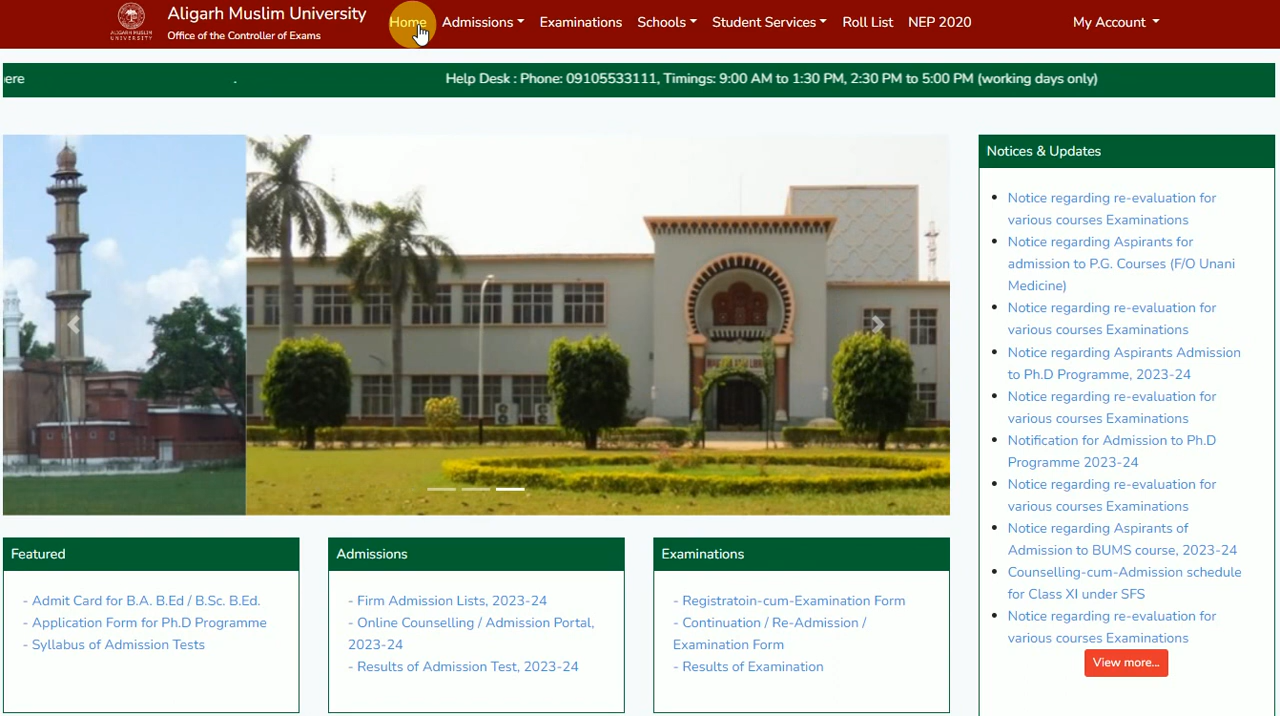 Aligarh Muslim University
Office of the Controller of Exams
ALIGARH MUSLIM
UNIVERSITY
Home Admissions Examinations Schools Student Services Roll List NEP 2020 My Account
ere . Help Desk : Phone: 09105533111, Timings: 9:00 AM to 1:30 PM, 2:30 PM to 5:00 PM (working days only)
Notices & Updates
Notice regarding re-evaluation for
various courses Examinations
Notice regarding Aspirants for
admission to P.G. Courses (F/O Unani
Medicine)
Notice regarding re-evaluation for
various courses Examinations
Notice regarding Aspirants Admission
to Ph.D Programme, 2023-24
Notice regarding re-evaluation for
various courses Examinations
Notification for Admission to Ph.D
Programme 2023-24
Notice regarding re-evaluation for
various courses Examinations
Notice regarding Aspirants of
Admission to BUMS course, 2023-24
Counselling-cum-Admission schedule
for Class XI under SFS
Notice regarding re-evaluation for
various courses Examinations
View more...
Featured
- Admit Card for B.A. B.Ed / B.Sc. B.Ed.
- Application Form for Ph.D Programme
- Syllabus of Admission Tests
Admissions
- Firm Admission Lists, 2023-24
- Online Counselling / Admission Portal,
2023-24
- Results of Admission Test, 2023-24
Examinations
- Registratoin-cum-Examination Form
- Continuation / Re-Admission /
Examination Form
- Results of Examination